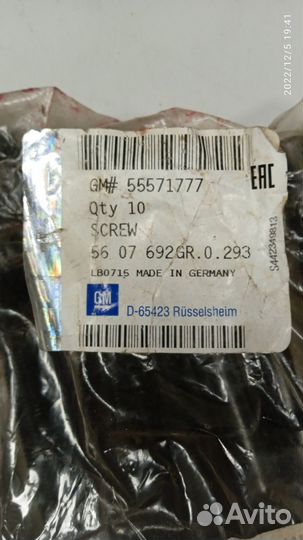 2022/12/5 19:41
GM# 55571777
Qty 10
SCREW
56 07 692GR.0.293
LB0715 MADE IN GERMANY
GM
D-65423 Rüsselsheim
EAC
S442349813
Avito